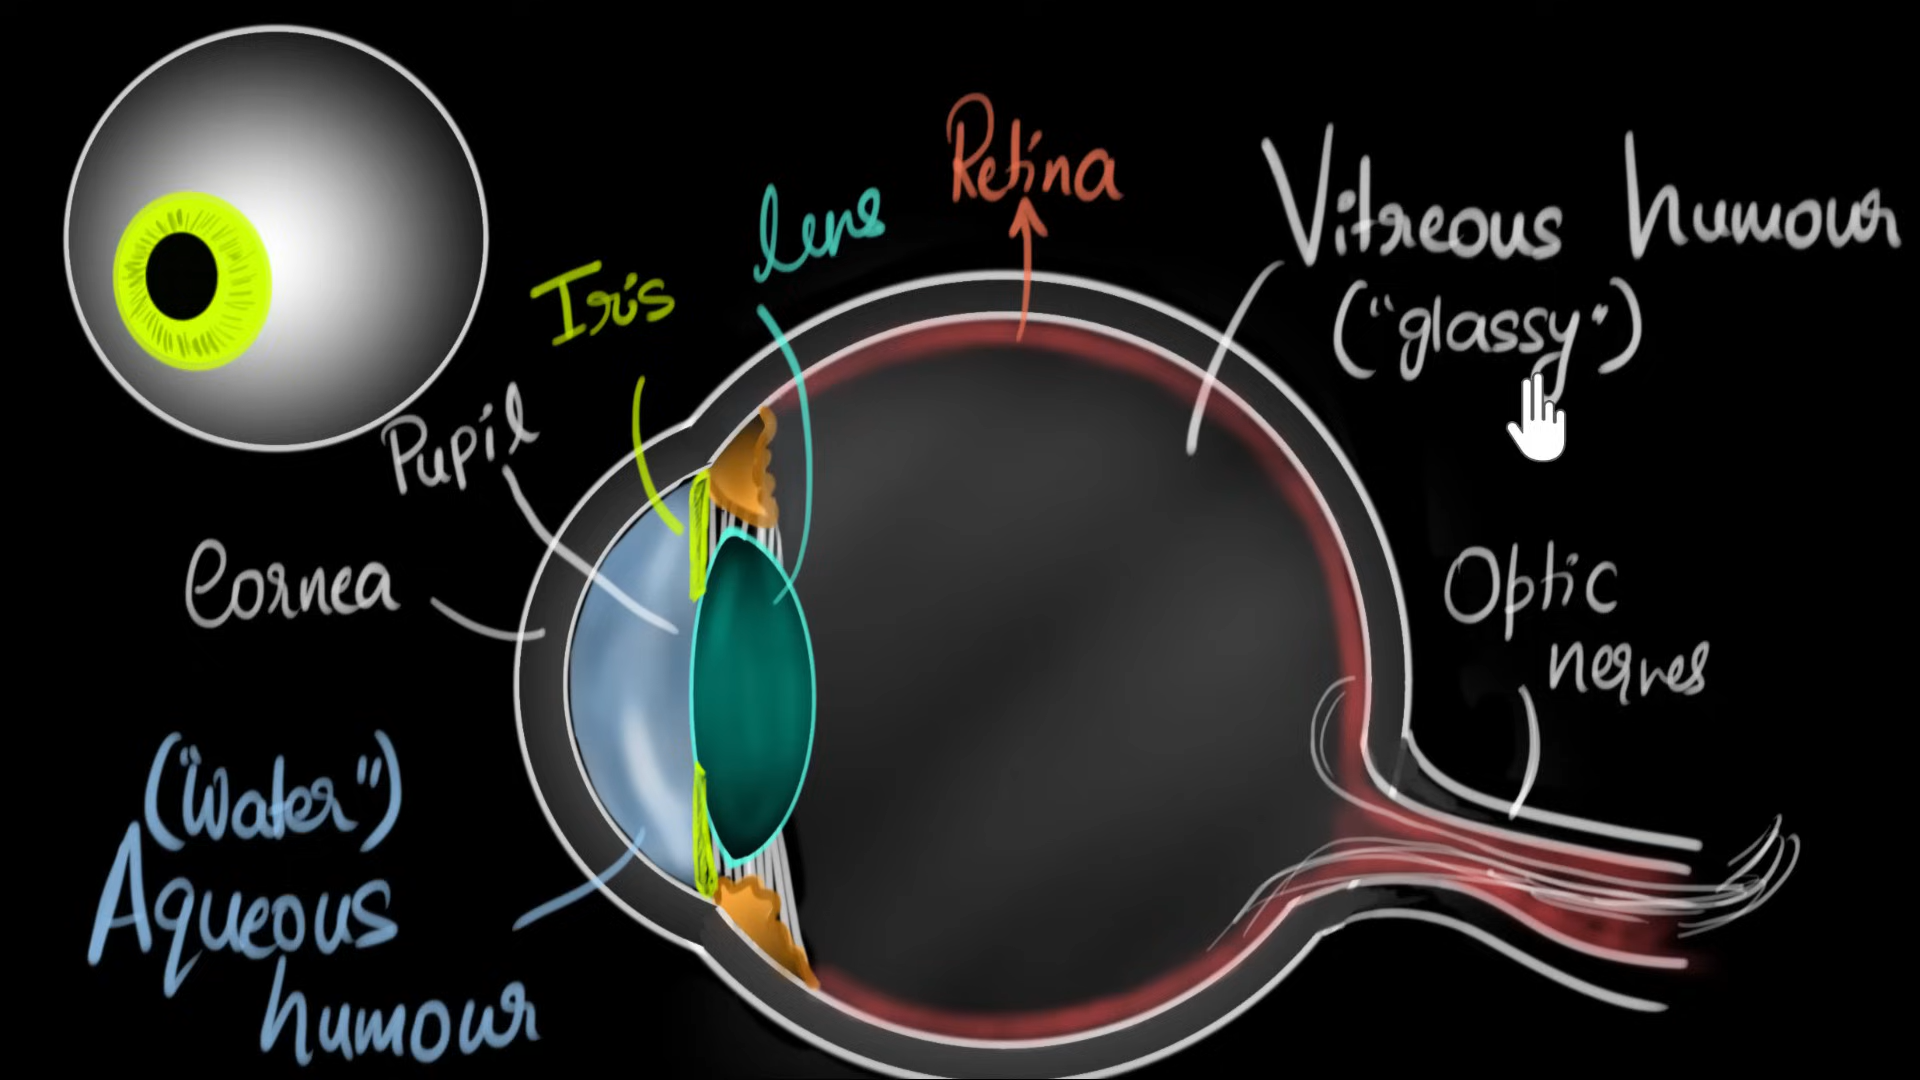 Retina
Vitreous humour
("glassy")
lens
Iris
Pupil
Cornea
Optic
nerves
("Water")
Aqueous
humour